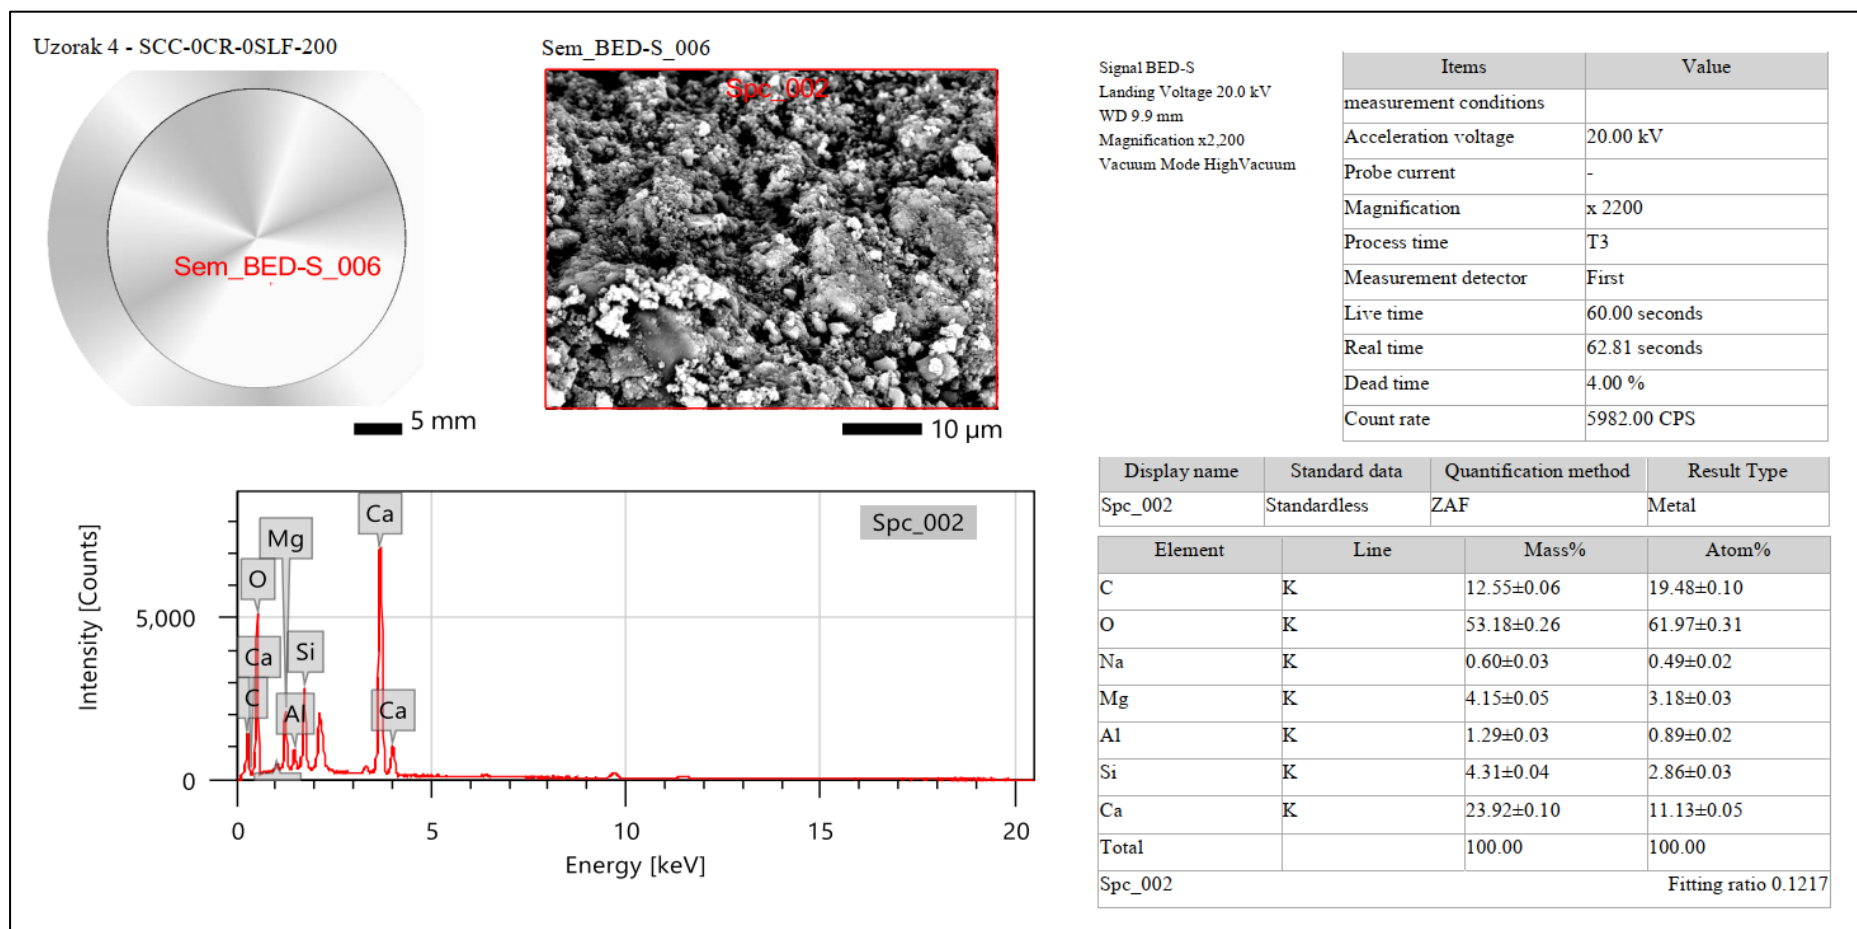 Uzorak 4 - SCC-0CR-0SLF-200
Sem_BED-S_006
5 mm
Sem_BED-S_006
Spc_002
10 µm
Signal BED-S
Landing Voltage 20.0 kV
WD 9.9 mm
Magnification x2,200
Vacuum Mode HighVacuum
Items Value
measurement conditions
Acceleration voltage 20.00 kV
Probe current -
Magnification x 2200
Process time T3
Measurement detector First
Live time 60.00 seconds
Real time 62.81 seconds
Dead time 4.00 %
Count rate 5982.00 CPS
Intensity [Counts]
5,000
0
Spc_002
Ca
Mg
O
Ca
Si
C
Al
Ca
0 5 10 15 20
Energy [keV]
Display name Standard data Quantification method Result Type
Spc_002 Standardless ZAF Metal
Element Line Mass% Atom%
C K 12.55±0.06 19.48±0.10
O K 53.18±0.26 61.97±0.31
Na K 0.60±0.03 0.49±0.02
Mg K 4.15±0.05 3.18±0.03
Al K 1.29±0.03 0.89±0.02
Si K 4.31±0.04 2.86±0.03
Ca K 23.92±0.10 11.13±0.05
Total 100.00 100.00
Spc_002 Fitting ratio 0.1217